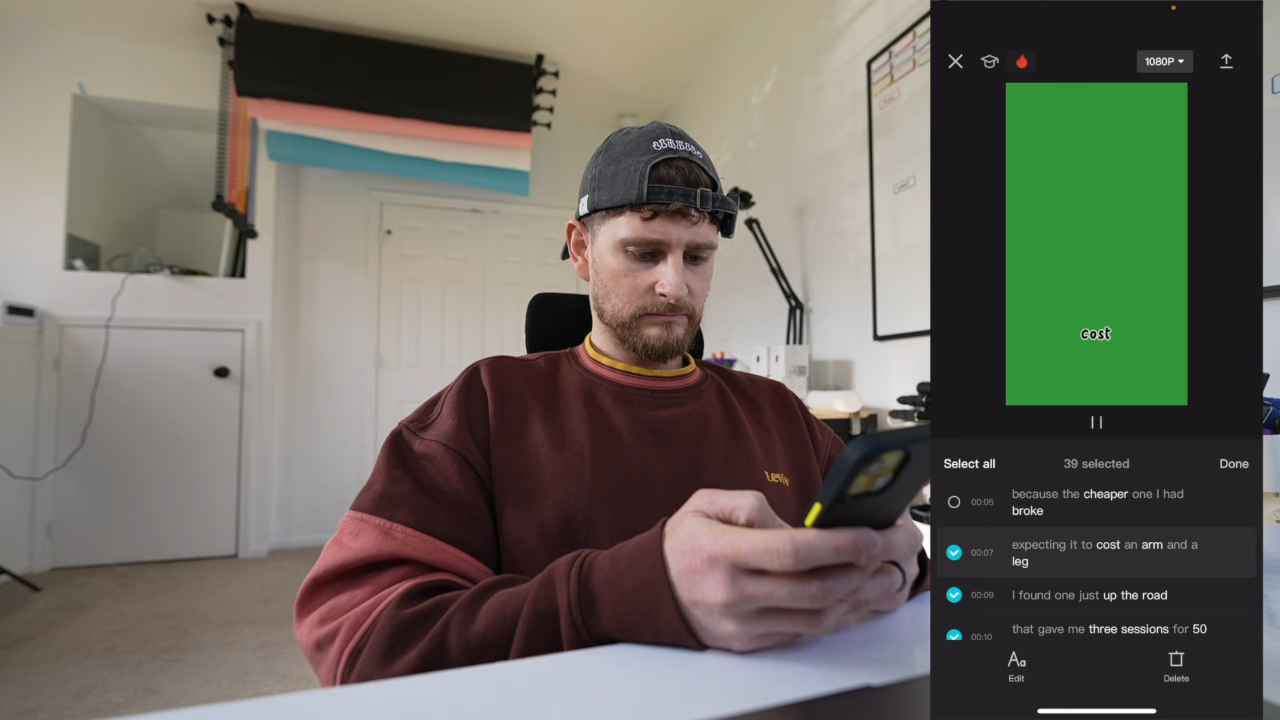 1080P
cost
Select all 39 selected Done
00:05 because the cheaper one I had
broke
00:07 expecting it to cost an arm and a
leg
00:09 I found one just up the road
00:10 that gave me three sessions for 50
Aa
Edit Delete
Levi's